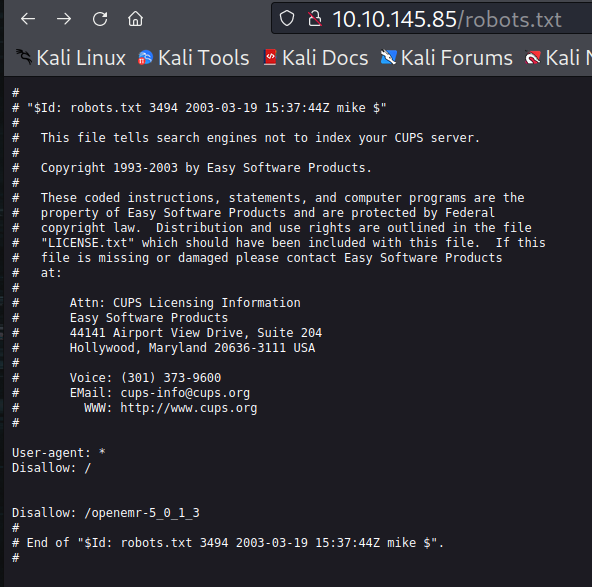 10.10.145.85/robots.txt
Kali Linux Kali Tools Kali Docs Kali Forums Kali
#
# "$Id: robots.txt 3494 2003-03-19 15:37:44Z mike $"
#
#   This file tells search engines not to index your CUPS server.
#
#   Copyright 1993-2003 by Easy Software Products.
#
#   These coded instructions, statements, and computer programs are the
#   property of Easy Software Products and are protected by Federal
#   copyright law.  Distribution and use rights are outlined in the file
#   "LICENSE.txt" which should have been included with this file.  If this
#   file is missing or damaged please contact Easy Software Products
#   at:
#
#       Attn: CUPS Licensing Information
#       Easy Software Products
#       44141 Airport View Drive, Suite 204
#       Hollywood, Maryland 20636-3111 USA
#
#       Voice: (301) 373-9600
#       EMail: cups-info@cups.org
#         WWW: http://www.cups.org
#
User-agent: *
Disallow: /
Disallow: /openemr-5_0_1_3
#
# End of "$Id: robots.txt 3494 2003-03-19 15:37:44Z mike $".
#